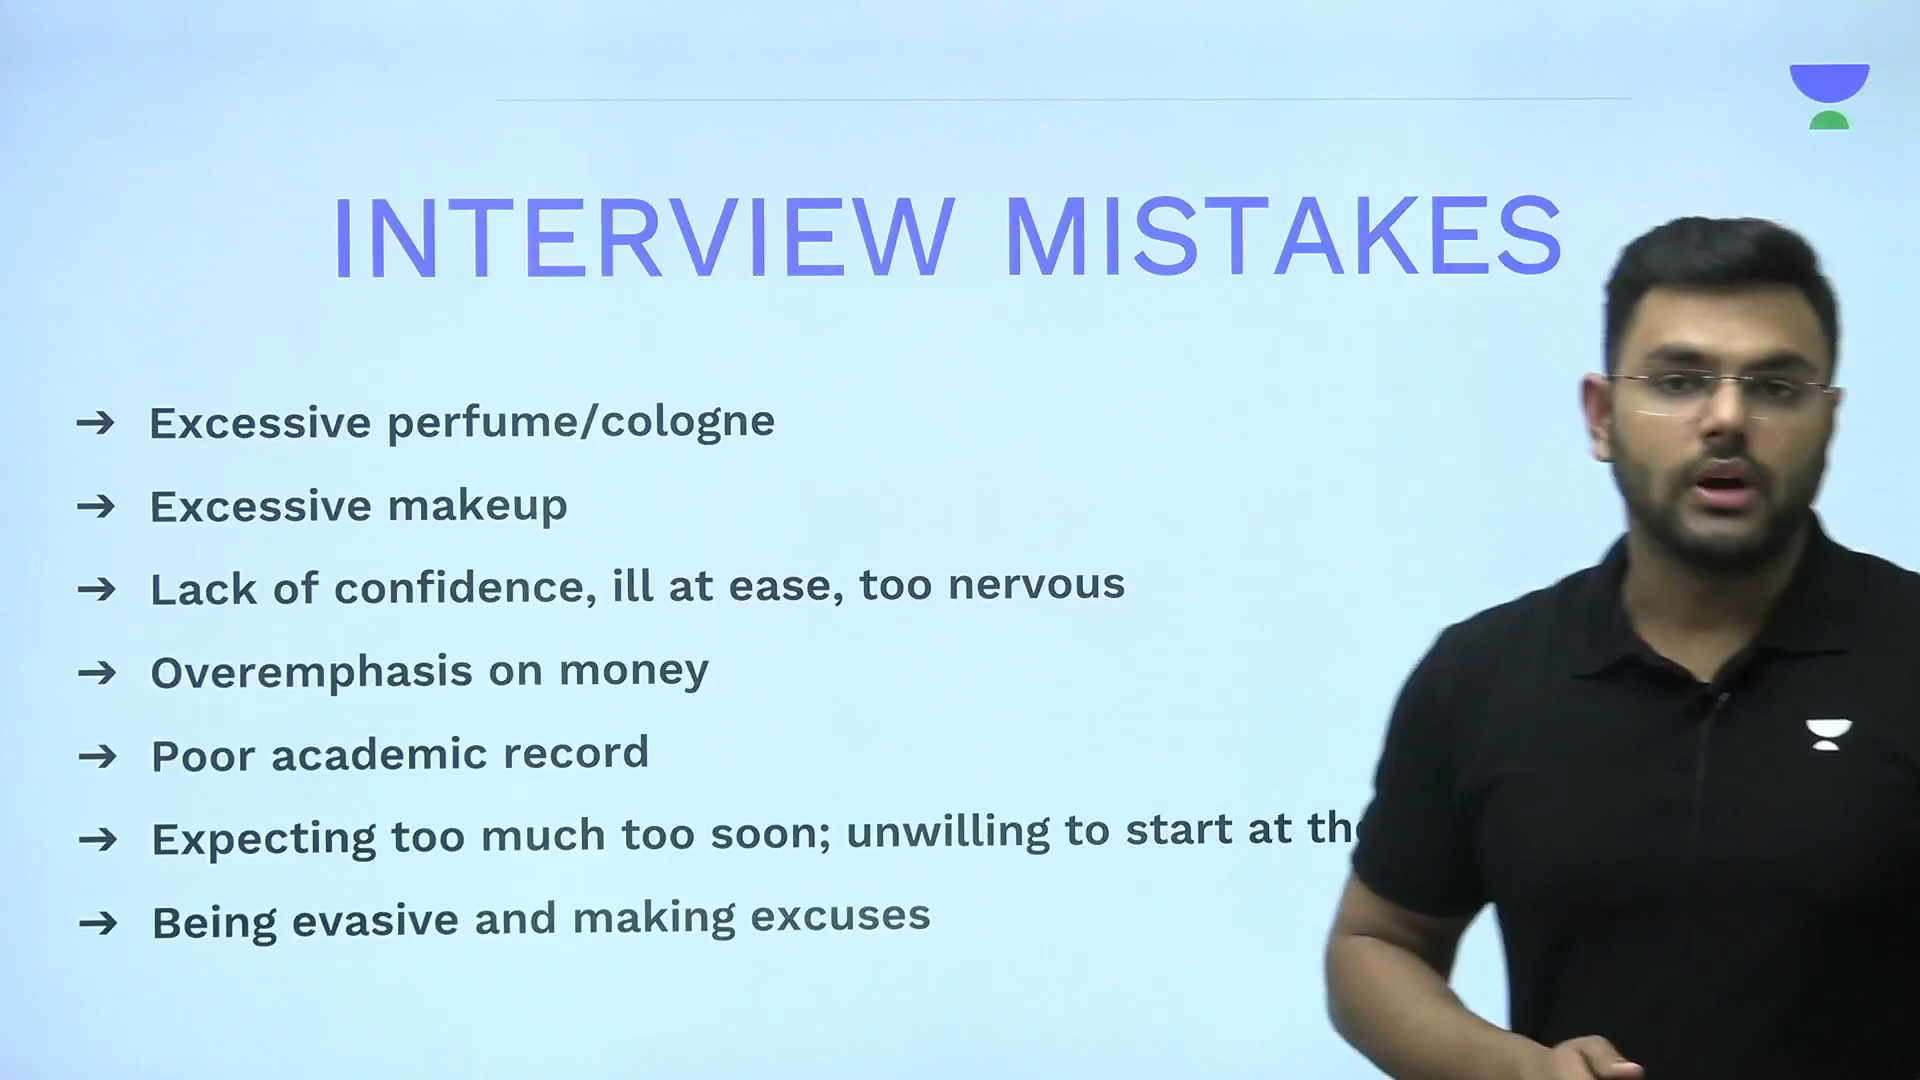 INTERVIEW MISTAKES
→ Excessive perfume/cologne
→ Excessive makeup
→ Lack of confidence, ill at ease, too nervous
→ Overemphasis on money
→ Poor academic record
→ Expecting too much too soon; unwilling to start at the
→ Being evasive and making excuses